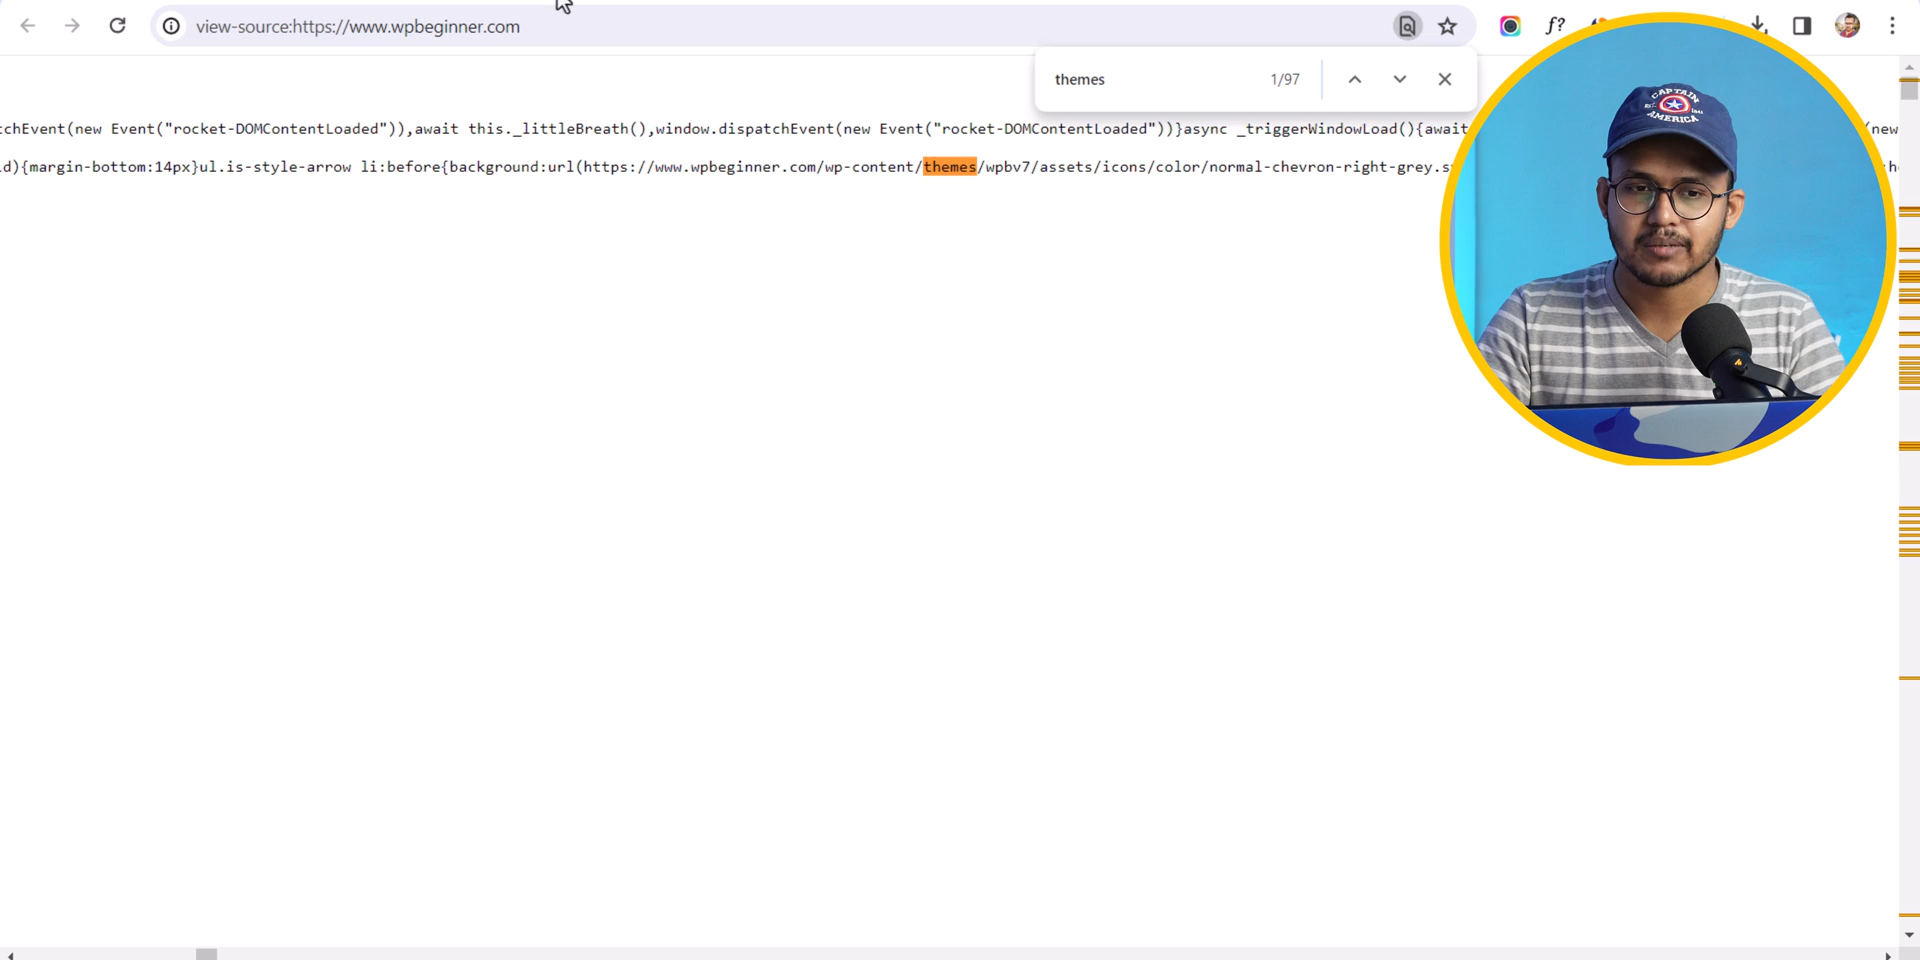 view-source:https://www.wpbeginner.com
f?
themes 1/97
tchEvent(new Event("rocket-DOMContentLoaded")),await this._littleBreath(),window.dispatchEvent(new Event("rocket-DOMContentLoaded"))}async _triggerWindowLoad(){await (new
d){margin-bottom:14px}ul.is-style-arrow li:before{background:url(https://www.wpbeginner.com/wp-content/themes/wpbv7/assets/icons/color/normal-chevron-right-grey.s
CAPTAIN
AMERICA